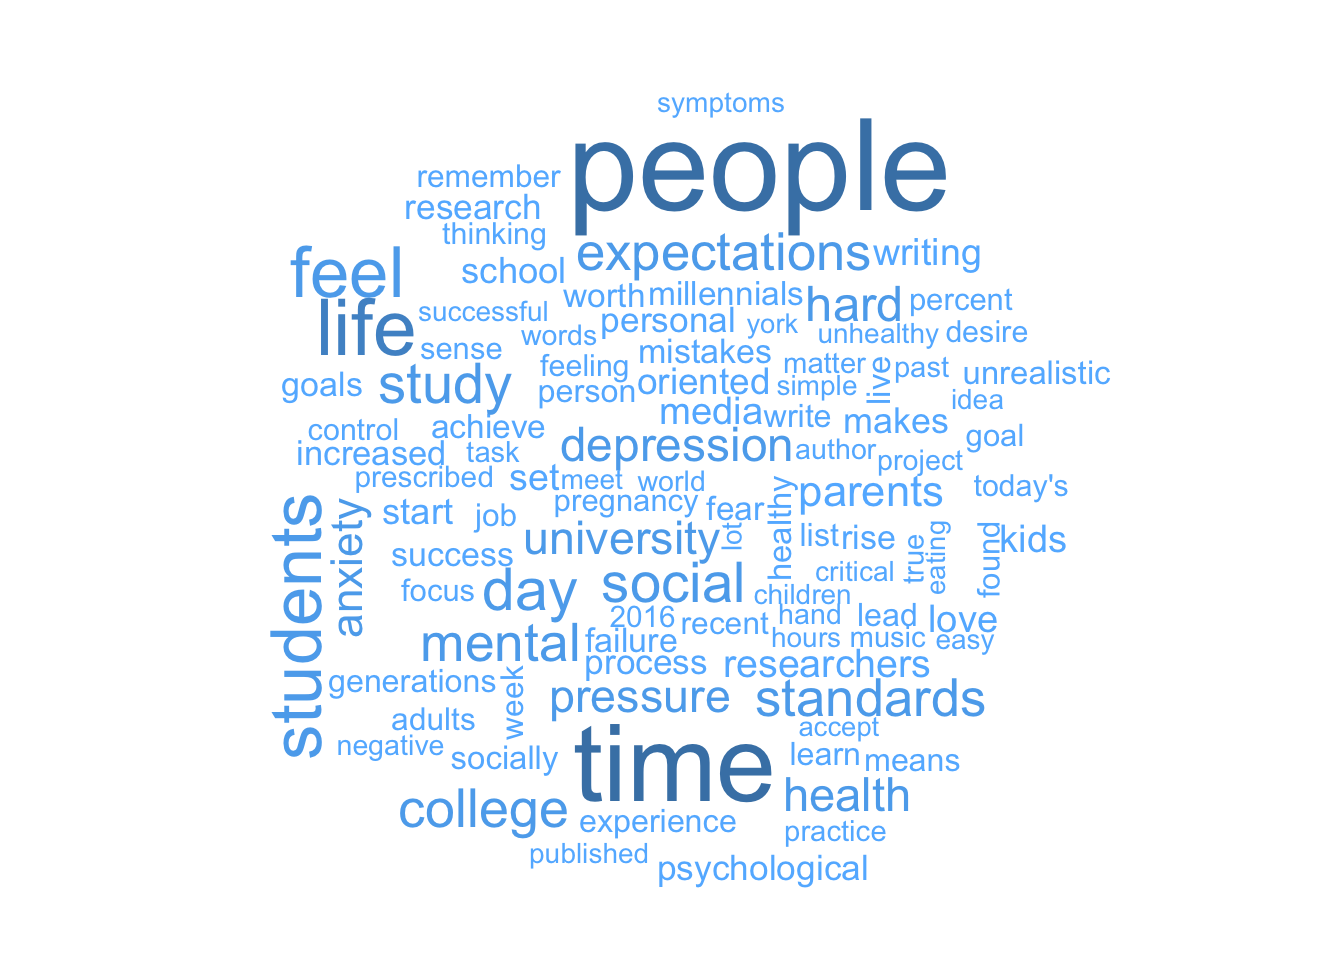 symptoms
people
remember
research
thinking
feel
school
expectations
writing
life
successful
worth
millennials
hard
percent
words
personal
york
unhealthy
desire
sense
feeling
mistakes
matter
live
past
unrealistic
goals
study
person
oriented
simple
idea
media
write
makes
control
achieve
goal
increased
task
depression
author
project
prescribed
set
meet
world
healthy
parents
today's
students
anxiety
start
job
pregnancy
fear
university
lot
list
rise
true
eating
found
kids
success
focus
day
social
critical
children
2016
recent
hand
lead
love
mental
failure
hours
music
easy
process
researchers
generations
week
pressure
standards
adults
negative
socially
time
accept
learn
means
college
experience
health
practice
published
psychological